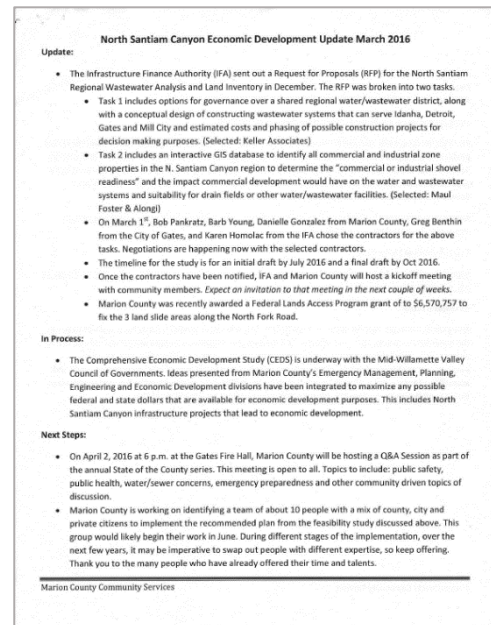 North Santiam Canyon Economic Development Update March 2016
Update:
• The Infrastructure Finance Authority (IFA) sent out a Request for Proposals (RFP) for the North Santiam
Regional Wastewater Analysis and Land Inventory in December. The RFP was broken into two tasks.
• Task 1 includes options for governance over a shared regional water/wastewater district, along
with a conceptual design of constructing wastewater systems that can serve Idanha, Detroit,
Gates and Mill City and estimated costs and phasing of possible construction projects for
decision making purposes. (Selected: Keller Associates)
• Task 2 includes an interactive GIS database to identify all commercial and industrial zone
properties in the N. Santiam Canyon region to determine the "commercial or industrial shovel
readiness" and the impact commercial development would have on the water and wastewater
systems and suitability for drain fields or other water/wastewater facilities. (Selected: Maul
Foster & Alongi)
• On March 1st, Bob Pankratz, Barb Young, Danielle Gonzalez from Marion County, Greg Benthin
from the City of Gates, and Karen Homolac from the IFA chose the contractors for the above
tasks. Negotiations are happening now with the selected contractors.
• The timeline for the study is for an initial draft by July 2016 and a final draft by Oct 2016.
• Once the contractors have been notified, IFA and Marion County will host a kickoff meeting
with community members. Expect an invitation to that meeting in the next couple of weeks.
• Marion County was recently awarded a Federal Lands Access Program grant of to $6,570,757 to
fix the 3 land slide areas along the North Fork Road.
In Process:
• The Comprehensive Economic Development Study (CEDS) is underway with the Mid-Willamette Valley
Council of Governments. Ideas presented from Marion County's Emergency Management, Planning,
Engineering and Economic Development divisions have been integrated to maximize any possible
federal and state dollars that are available for economic development purposes. This includes North
Santiam Canyon infrastructure projects that lead to economic development.
Next Steps:
• On April 2, 2016 at 6 p.m. at the Gates Fire Hall, Marion County will be hosting a Q&A Session as part of
the annual State of the County series. This meeting is open to all. Topics to include: public safety,
public health, water/sewer concerns, emergency preparedness and other community driven topics of
discussion.
• Marion County is working on identifying a team of about 10 people with a mix of county, city and
private citizens to implement the recommended plan from the feasibility study discussed above. This
group would likely begin their work in June. During different stages of the implementation, over the
next few years, it may be imperative to swap out people with different expertise, so keep offering.
Thank you to the many people who have already offered their time and talents.
Marion County Community Services